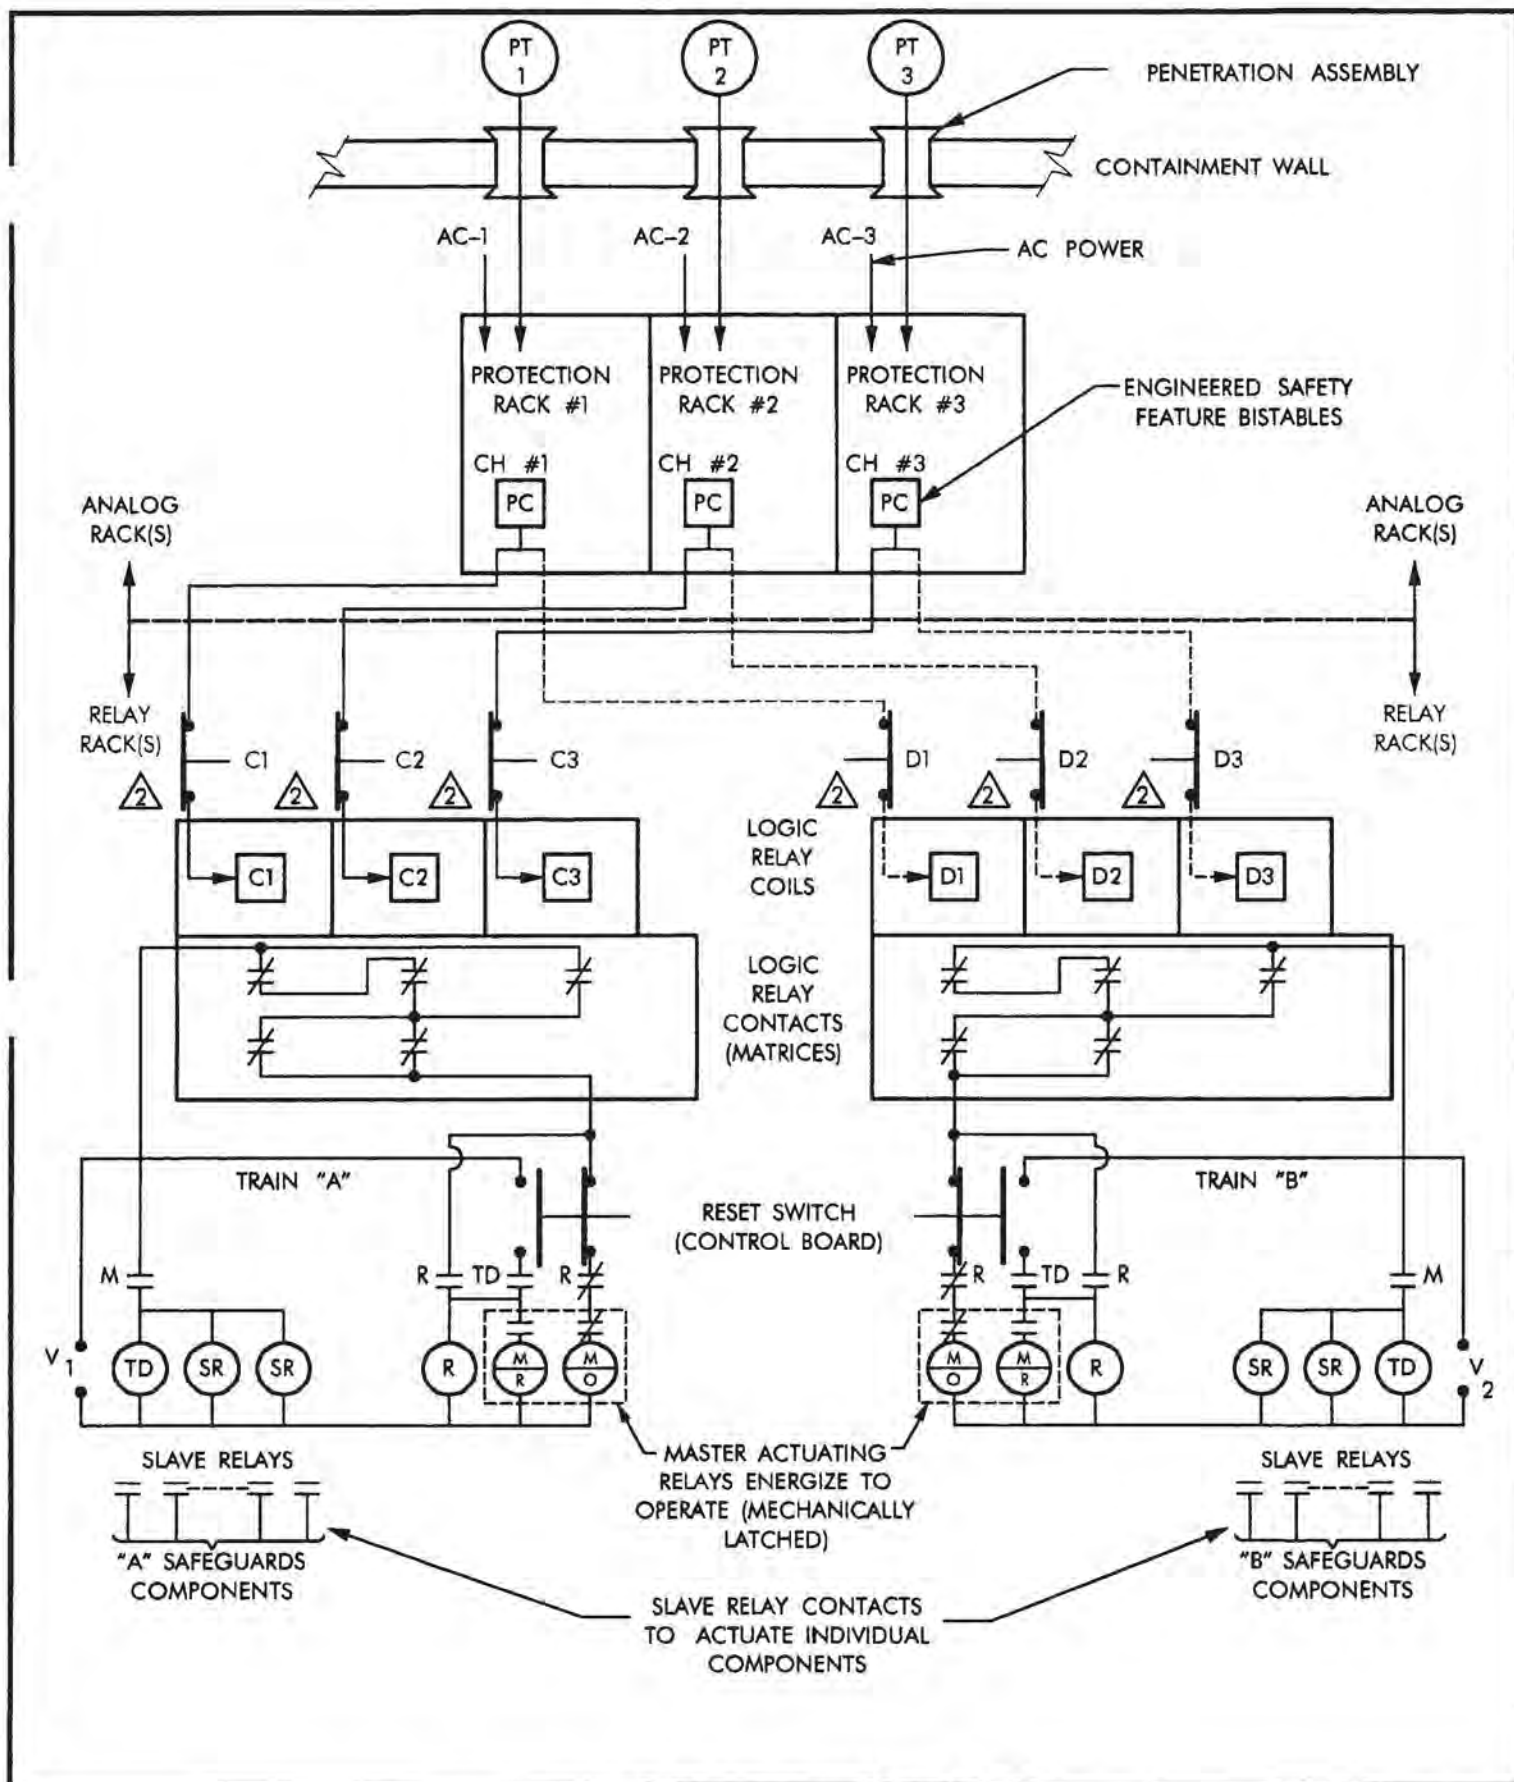 PT
1
PT
2
PT
3
PENETRATION ASSEMBLY
CONTAINMENT WALL
AC-1
AC-2
AC-3
AC POWER
PROTECTION
RACK #1
PROTECTION
RACK #2
PROTECTION
RACK #3
ENGINEERED SAFETY
FEATURE BISTABLES
CH #1
CH #2
CH #3
PC
PC
PC
ANALOG
RACK(S)
ANALOG
RACK(S)
RELAY
RACK(S)
RELAY
RACK(S)
C1
C2
C3
D1
D2
D3
2
2
2
2
2
2
LOGIC
RELAY
COILS
C1
C2
C3
D1
D2
D3
LOGIC
RELAY
CONTACTS
(MATRICES)
TRAIN "A"
TRAIN "B"
RESET SWITCH
(CONTROL BOARD)
M
R
TD
R
R
TD
R
M
V
1
TD
SR
SR
R
M
R
M
O
M
O
M
R
R
SR
SR
TD
V
2
SLAVE RELAYS
"A" SAFEGUARDS
COMPONENTS
MASTER ACTUATING
RELAYS ENERGIZE TO
OPERATE (MECHANICALLY
LATCHED)
SLAVE RELAYS
"B" SAFEGUARDS
COMPONENTS
SLAVE RELAY CONTACTS
TO ACTUATE INDIVIDUAL
COMPONENTS